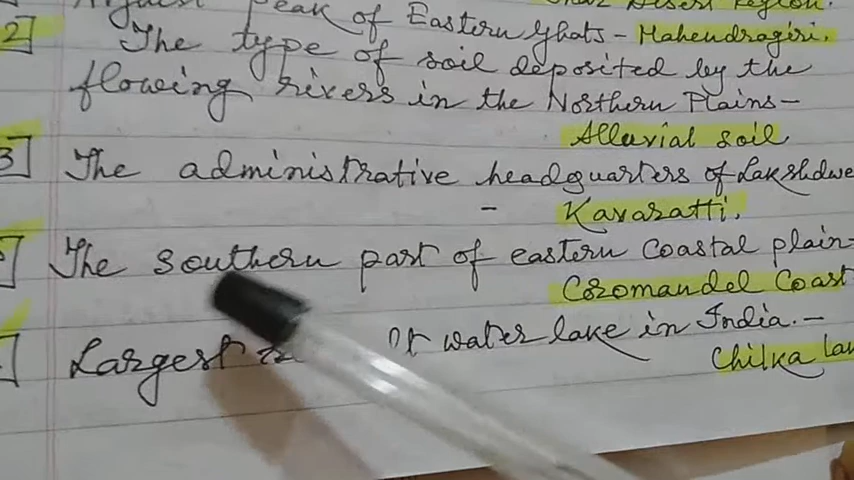 peak of Eastern Ghats - Mahendragiri.
2] The type of soil deposited by the
flowing rivers in the Northern Plains -
Alluvial soil
3] The administrative headquarters of Lakshdwe
- Kavaratti.
The southern part of eastern Coastal plain -
Coromandel Coast
Largest water lake in India. -
Chilka